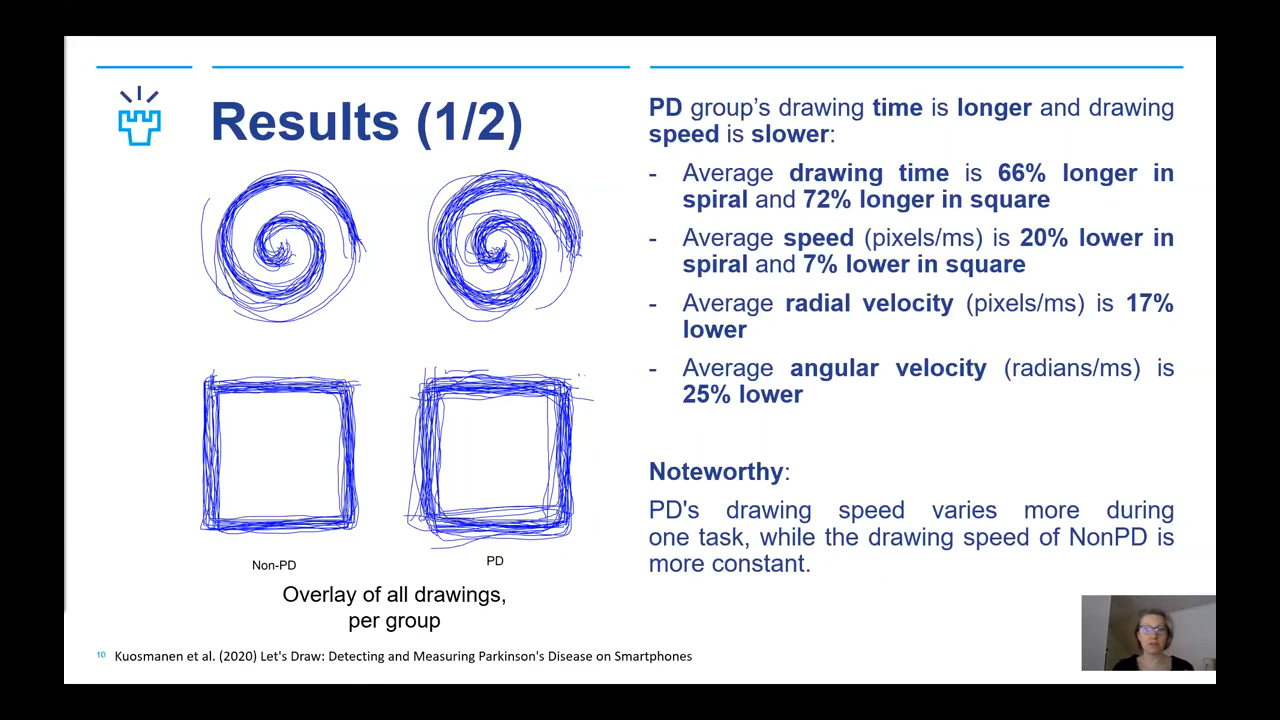 Results (1/2)
PD group’s drawing time is longer and drawing
speed is slower:
- Average drawing time is 66% longer in
spiral and 72% longer in square
- Average speed (pixels/ms) is 20% lower in
spiral and 7% lower in square
- Average radial velocity (pixels/ms) is 17%
lower
- Average angular velocity (radians/ms) is
25% lower
Noteworthy:
PD's drawing speed varies more during
one task, while the drawing speed of NonPD is
more constant.
Non-PD
PD
Overlay of all drawings,
per group
10 Kuosmanen et al. (2020) Let's Draw: Detecting and Measuring Parkinson's Disease on Smartphones